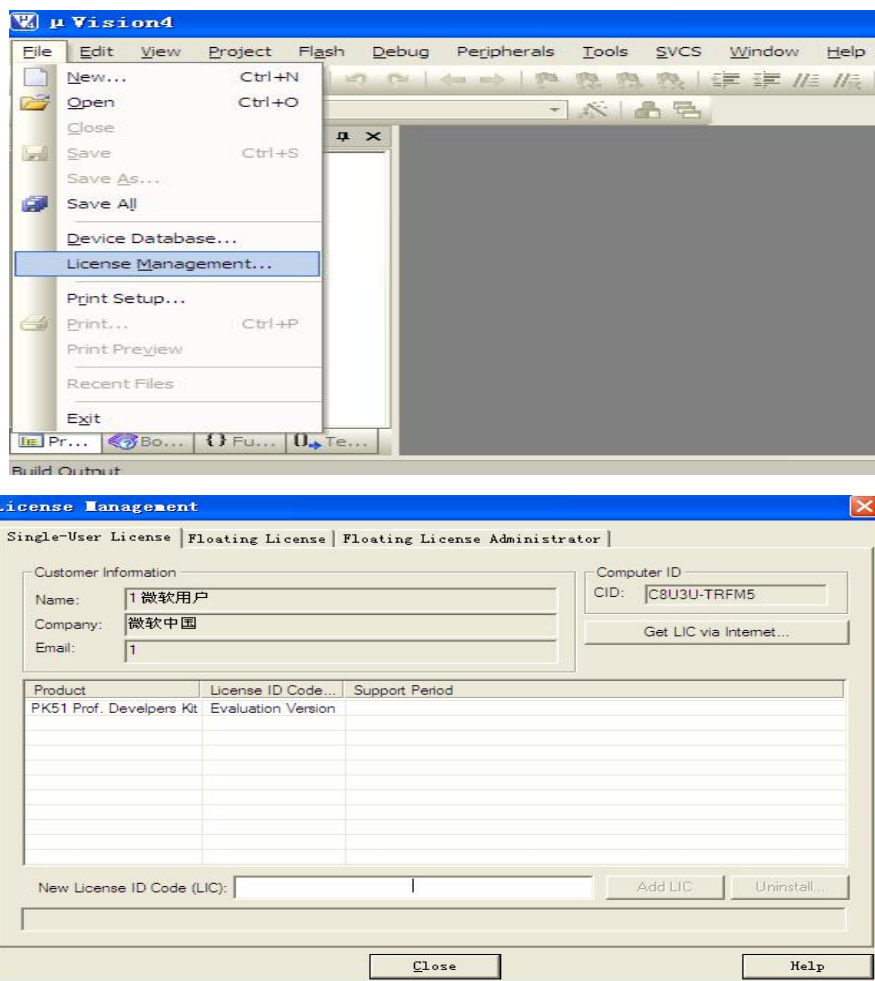 μVision4
File Edit View Project Flash Debug Peripherals Tools SVCS Window Help
New... Ctrl+N
Open Ctrl+O
Close
Save Ctrl+S
Save As...
Save All
Device Database...
License Management...
Print Setup...
Print... Ctrl+P
Print Preview
Recent Files
Exit
Pr... Bo... {} Fu... 0 Te...
Build Output
License Management
Single-User License Floating License Floating License Administrator
Customer Information
Name: 1 微软用户
Company: 微软中国
Email: 1
Computer ID
CID: C8U3U-TRFM5
Get LIC via Internet...
Product License ID Code... Support Period
PK51 Prof. Develpers Kit Evaluation Version
New License ID Code (LIC): Add LIC Uninstall...
Close Help